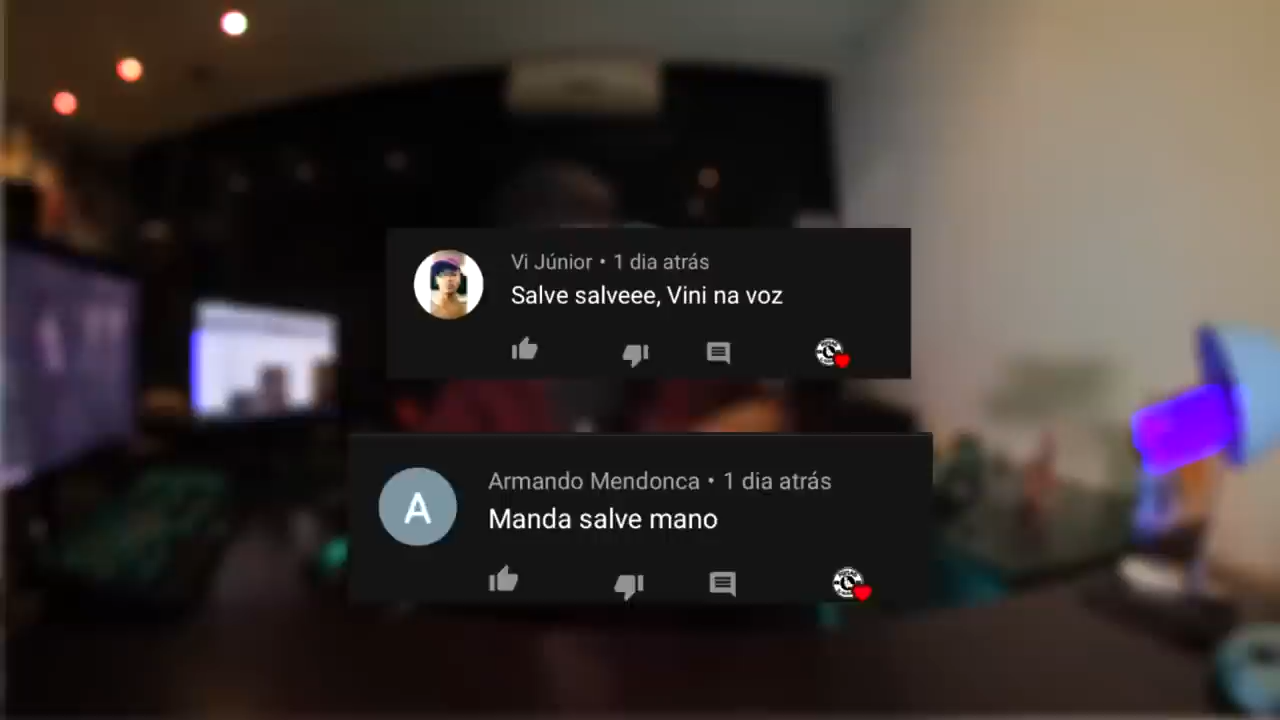 Vi Júnior • 1 dia atrás
Salve salveee, Vini na voz
Armando Mendonca • 1 dia atrás
A
Manda salve mano